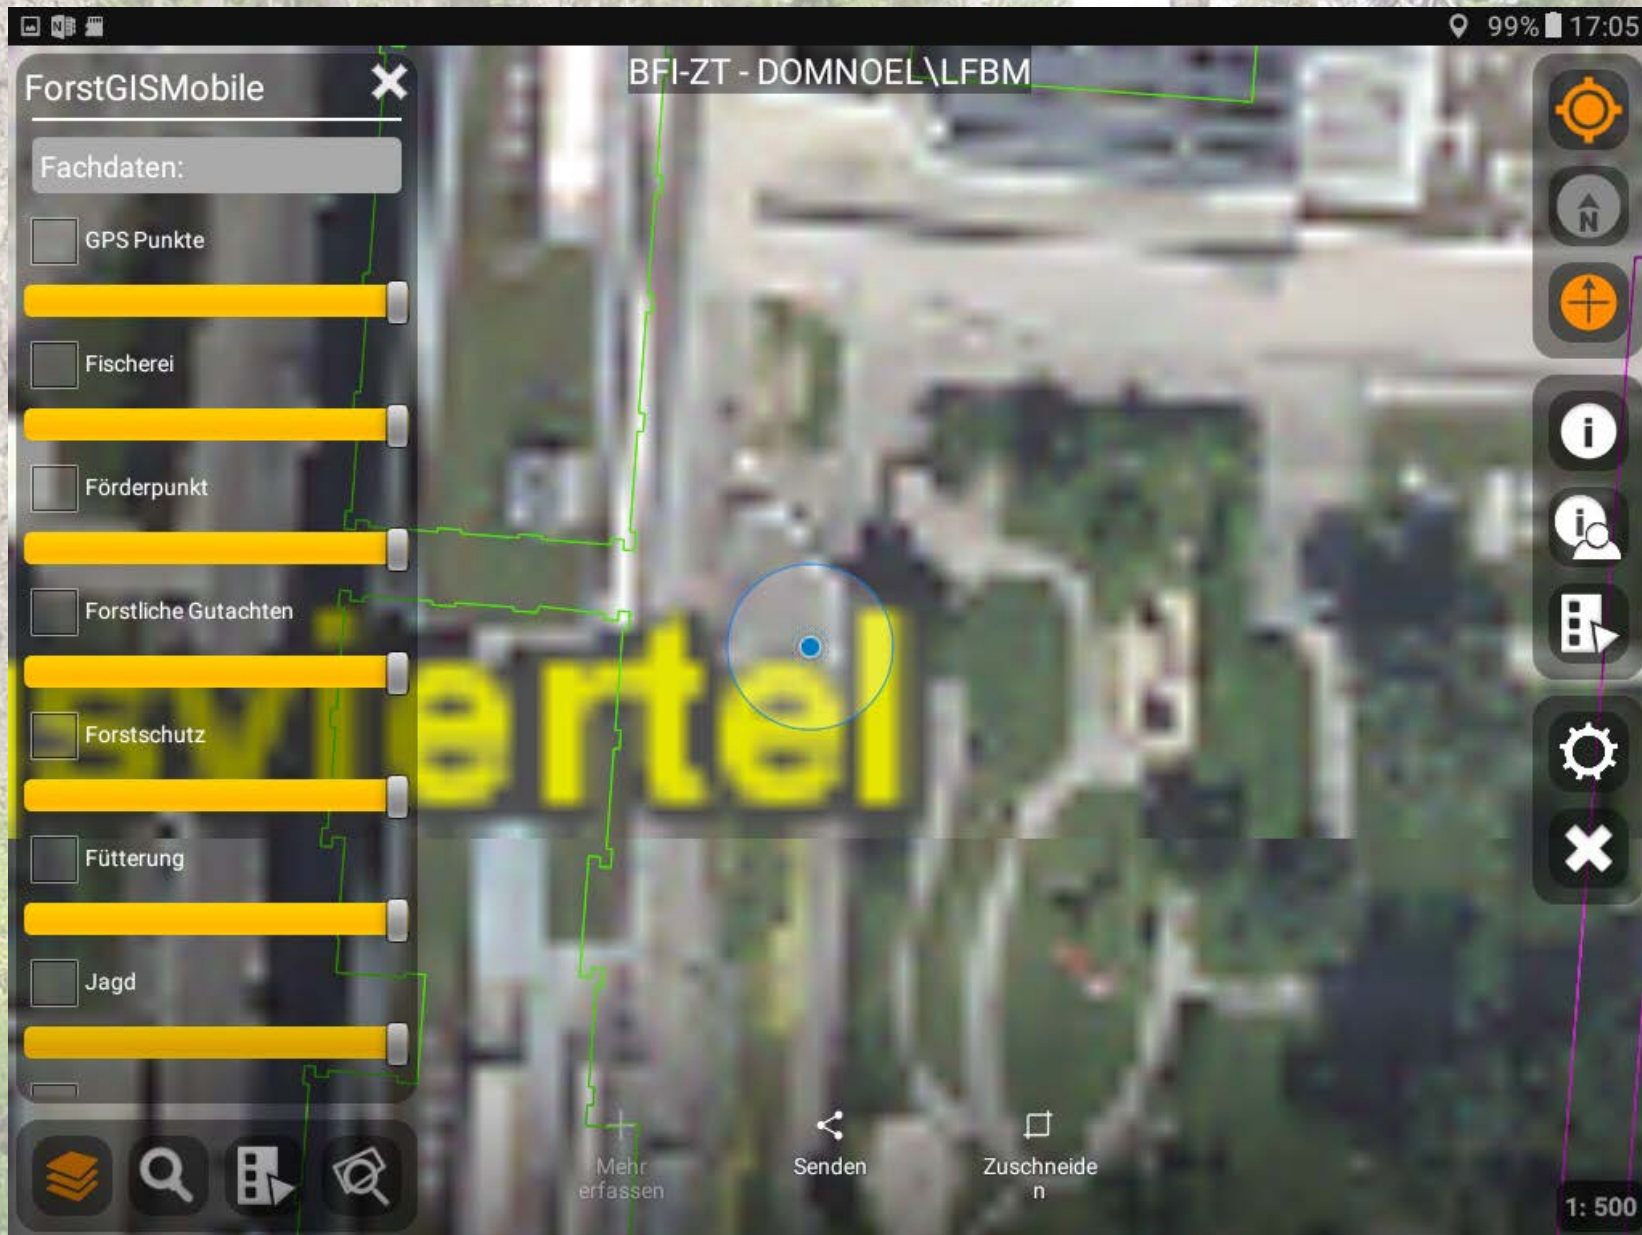 99% 17:05
ForstGISMobile
BFI-ZT - DOMNOEL\LFBM
Fachdaten:
GPS Punkte
Fischerei
Förderpunkt
Forstliche Gutachten
Forstschutz
eviertel
Fütterung
Jagd
Mehr
erfassen
Senden
Zuschneide
n
N
i
i
1: 500